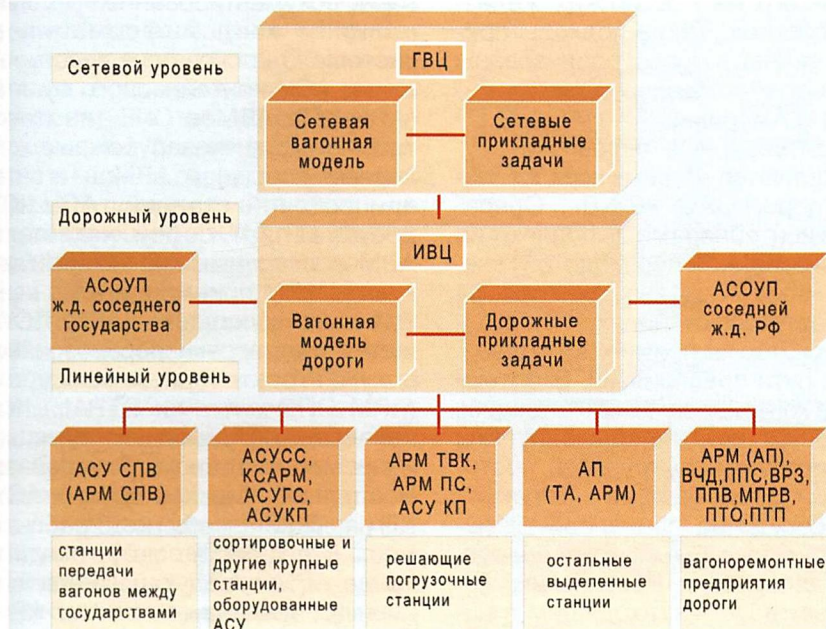 Сетевой уровень
ГВЦ
Сетевая
вагонная
модель
Сетевые
прикладные
задачи
Дорожный уровень
ИВЦ
АСОУП
ж.д. соседнего
государства
Вагонная
модель
дороги
Дорожные
прикладные
задачи
АСОУП
соседней
ж.д. РФ
Линейный уровень
АСУ СПВ
(АРМ СПВ)
АСУСС,
КСАРМ,
АСУГС,
АСУКП
АРМ ТВК,
АРМ ПС,
АСУ КП
АП
(ТА, АРМ)
АРМ (АП),
ВЧД,ППС,ВРЗ,
ППВ,МПРВ,
ПТО,ПТП
станции
передачи
вагонов между
государствами
сортировочные и
другие крупные
станции,
оборудованные
АСУ
решающие
погрузочные
станции
остальные
выделенные
станции
вагоноремонтные
предприятия
дороги